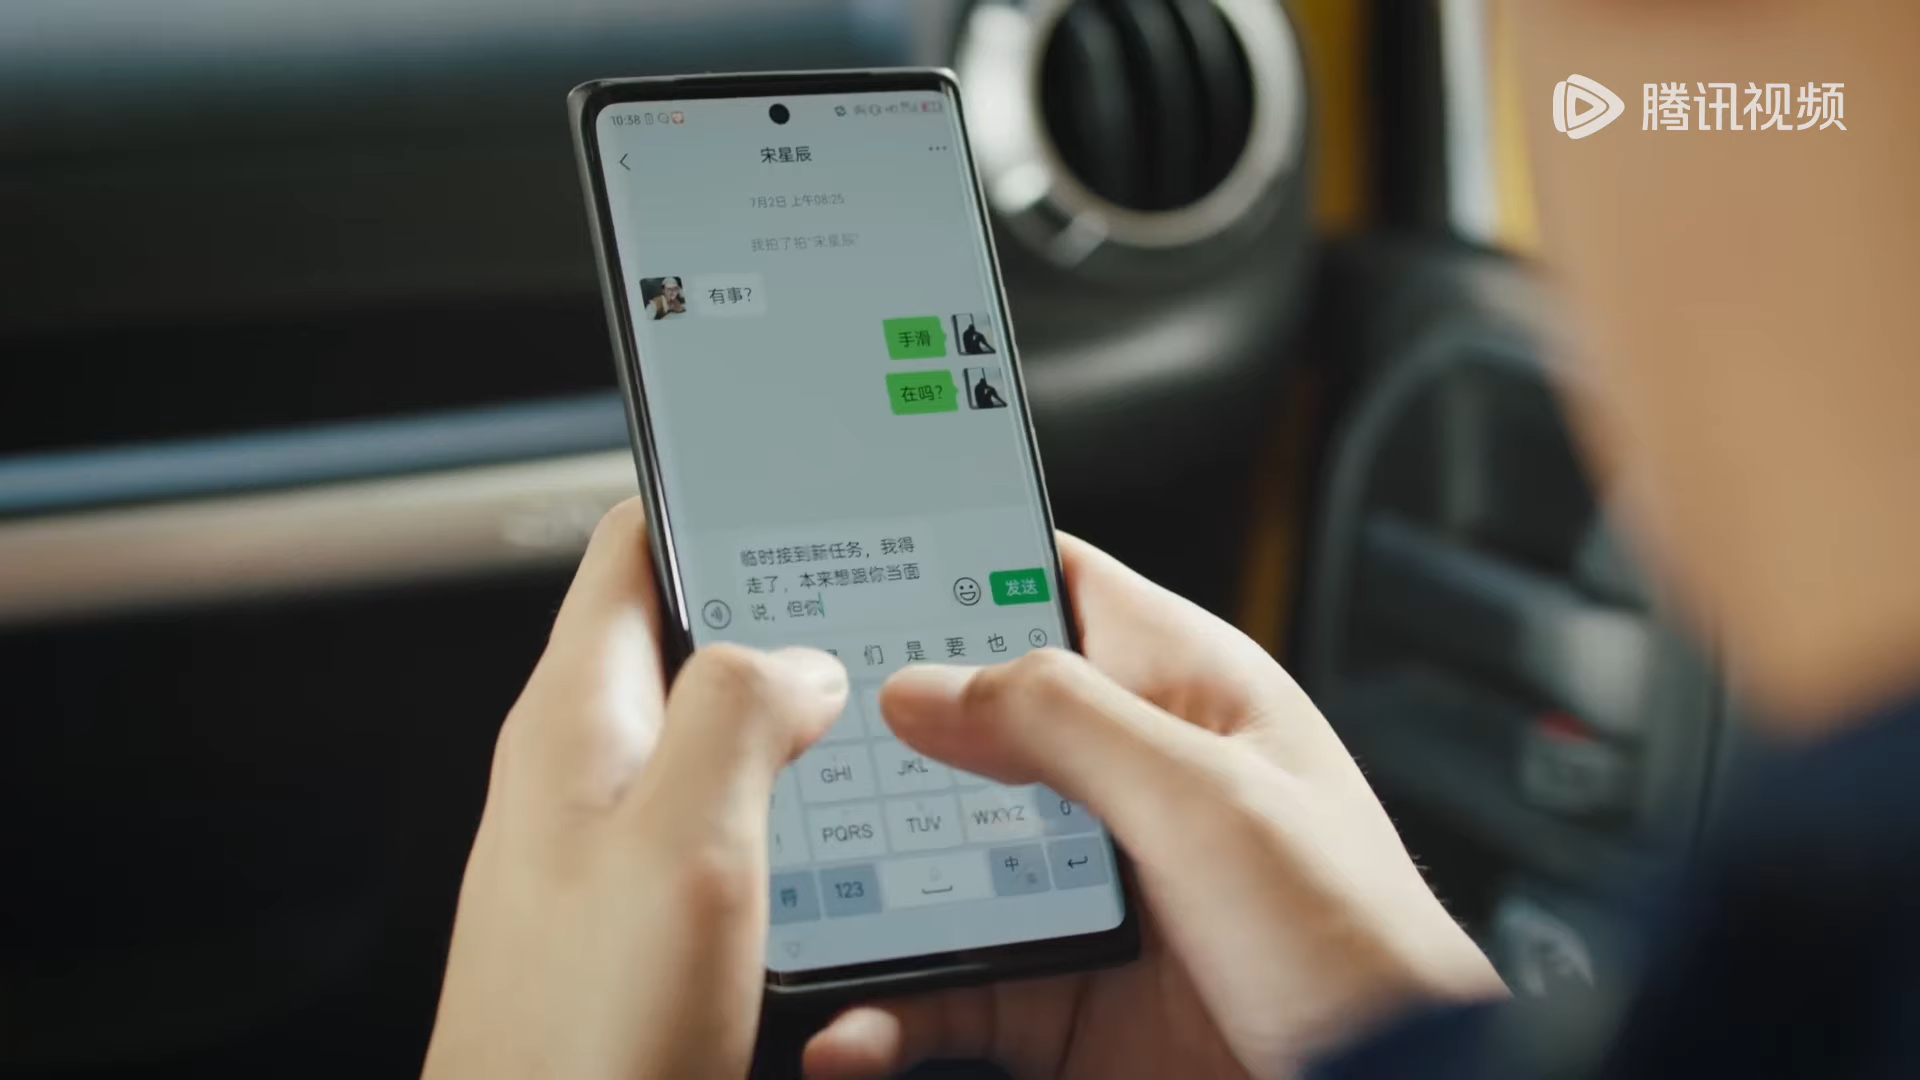 腾讯视频
10:38
宋星辰
7月2日 上午08:25
我拍了拍"宋星辰"
有事？
手滑
在吗？
临时接到新任务，我得
走了，本来想跟你当面
说，但你
发送
们 是 要 也
GHI JKL
PQRS TUV WXYZ 0
符 123 中